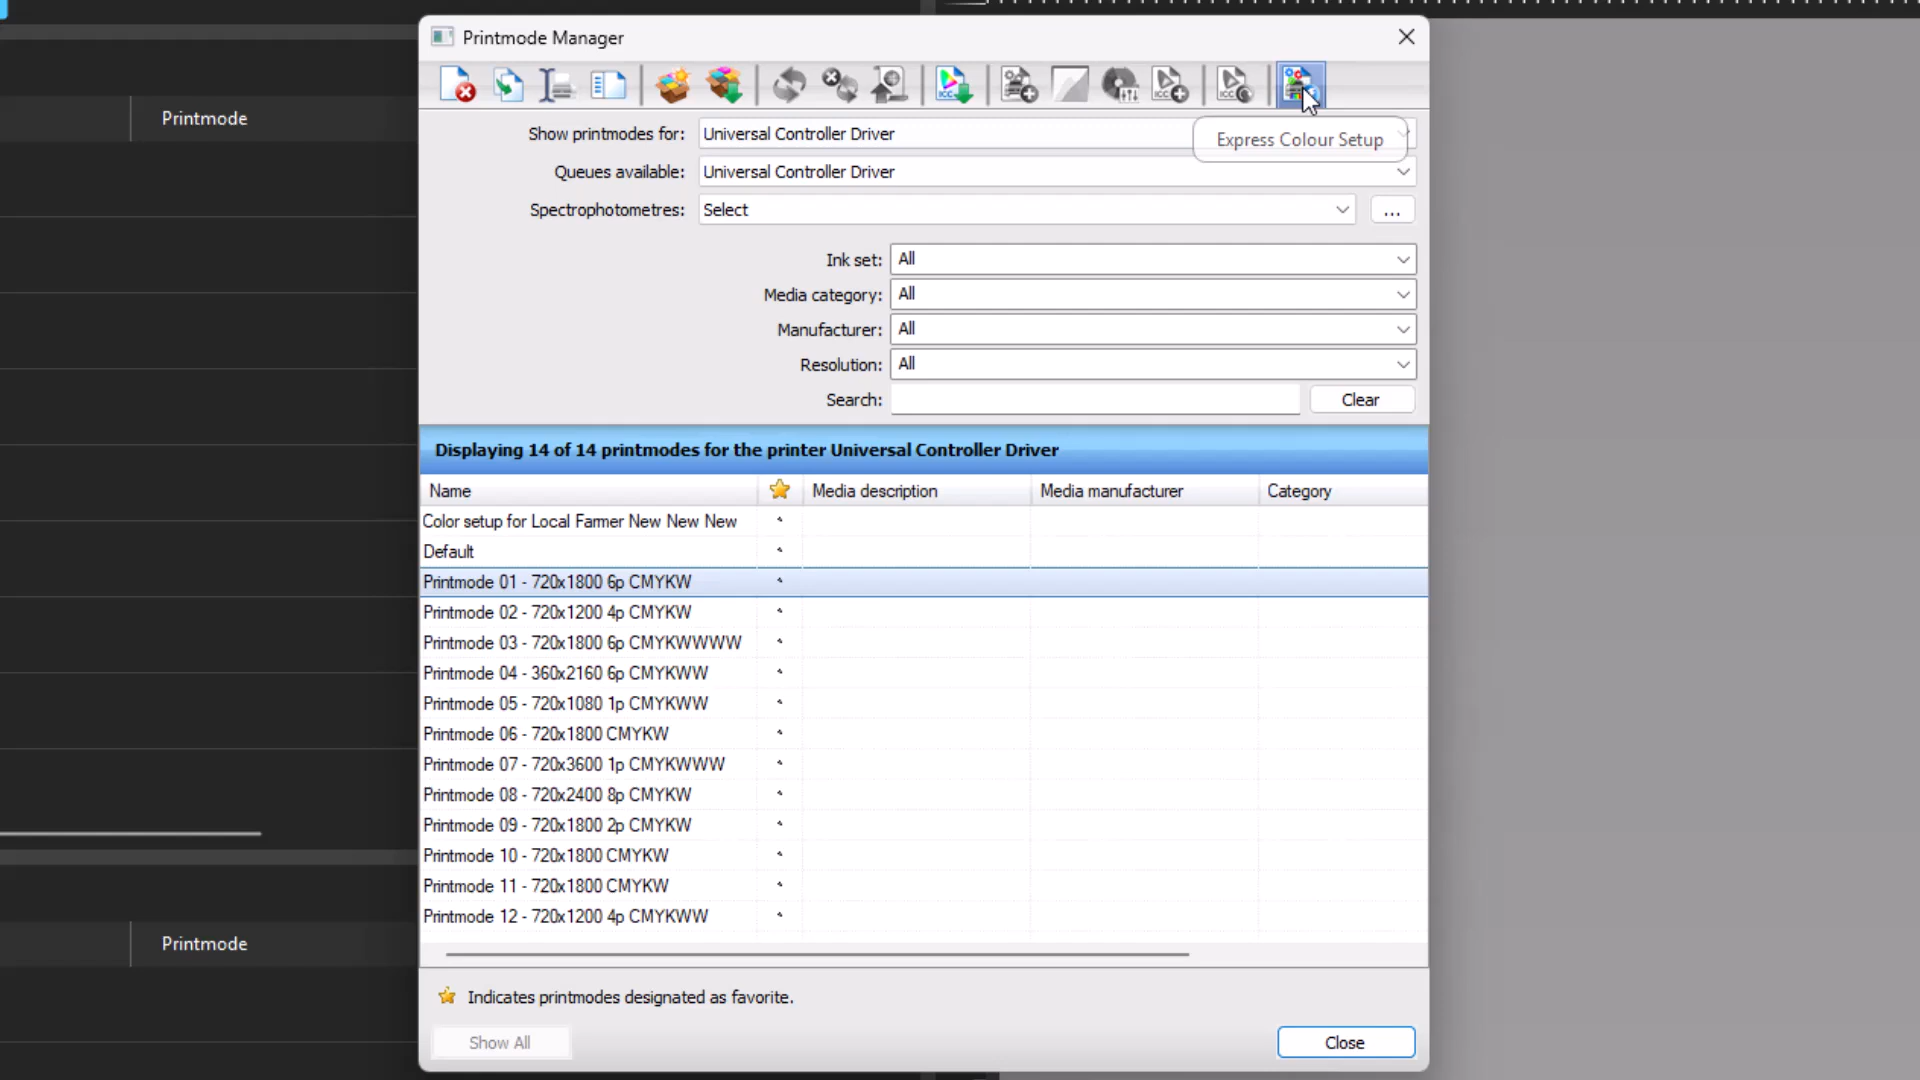 Printmode Manager
Printmode
Show printmodes for: Universal Controller Driver
Express Colour Setup
Queues available: Universal Controller Driver
Spectrophotometres: Select ...
Ink set: All
Media category: All
Manufacturer: All
Resolution: All
Search: Clear
Displaying 14 of 14 printmodes for the printer Universal Controller Driver
Name Media description Media manufacturer Category
Color setup for Local Farmer New New New
Default
Printmode 01 - 720x1800 6p CMYKW
Printmode 02 - 720x1200 4p CMYKW
Printmode 03 - 720x1800 6p CMYKWWWW
Printmode 04 - 360x2160 6p CMYKWW
Printmode 05 - 720x1080 1p CMYKWW
Printmode 06 - 720x1800 CMYKW
Printmode 07 - 720x3600 1p CMYKWWW
Printmode 08 - 720x2400 8p CMYKW
Printmode 09 - 720x1800 2p CMYKW
Printmode 10 - 720x1800 CMYKW
Printmode 11 - 720x1800 CMYKW
Printmode 12 - 720x1200 4p CMYKWW
Printmode
Indicates printmodes designated as favorite.
Show All Close